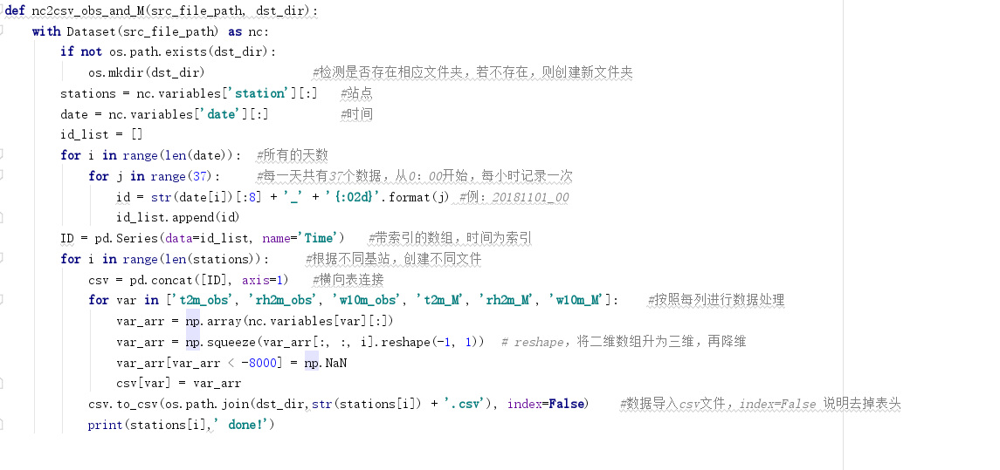 def nc2csv_obs_and_M(src_file_path, dst_dir):
    with Dataset(src_file_path) as nc:
        if not os.path.exists(dst_dir):
            os.mkdir(dst_dir)                #检测是否存在相应文件夹，若不存在，则创建新文件夹
        stations = nc.variables['station'][:]   #站点
        date = nc.variables['date'][:]          #时间
        id_list = []
        for i in range(len(date)):  #所有的天数
            for j in range(37):     #每一天共有37个数据，从0：00开始，每小时记录一次
                id = str(date[i])[:8] + '_' + '{:02d}'.format(j) #例：20181101_00
                id_list.append(id)
        ID = pd.Series(data=id_list, name='Time')   #带索引的数组，时间为索引
        for i in range(len(stations)):     #根据不同基站，创建不同文件
            csv = pd.concat([ID], axis=1)   #横向表连接
            for var in ['t2m_obs', 'rh2m_obs', 'w10m_obs', 't2m_M', 'rh2m_M', 'w10m_M']:    #按照每列进行数据处理
                var_arr = np.array(nc.variables[var][:])
                var_arr = np.squeeze(var_arr[:, :, i].reshape(-1, 1))  # reshape，将二维数组升为三维，再降维
                var_arr[var_arr < -8000] = np.NaN
                csv[var] = var_arr
            csv.to_csv(os.path.join(dst_dir,str(stations[i]) + '.csv'), index=False)    #数据导入csv文件，index=False 说明去掉表头
            print(stations[i],' done!')